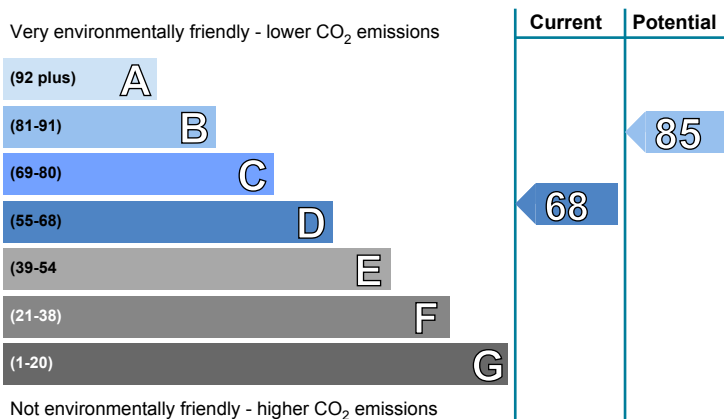 Very environmentally friendly - lower CO₂ emissions
Current
Potential
(92 plus) A
(81-91) B
85
(69-80) C
(55-68) D
68
(39-54 E
(21-38) F
(1-20) G
Not environmentally friendly - higher CO₂ emissions